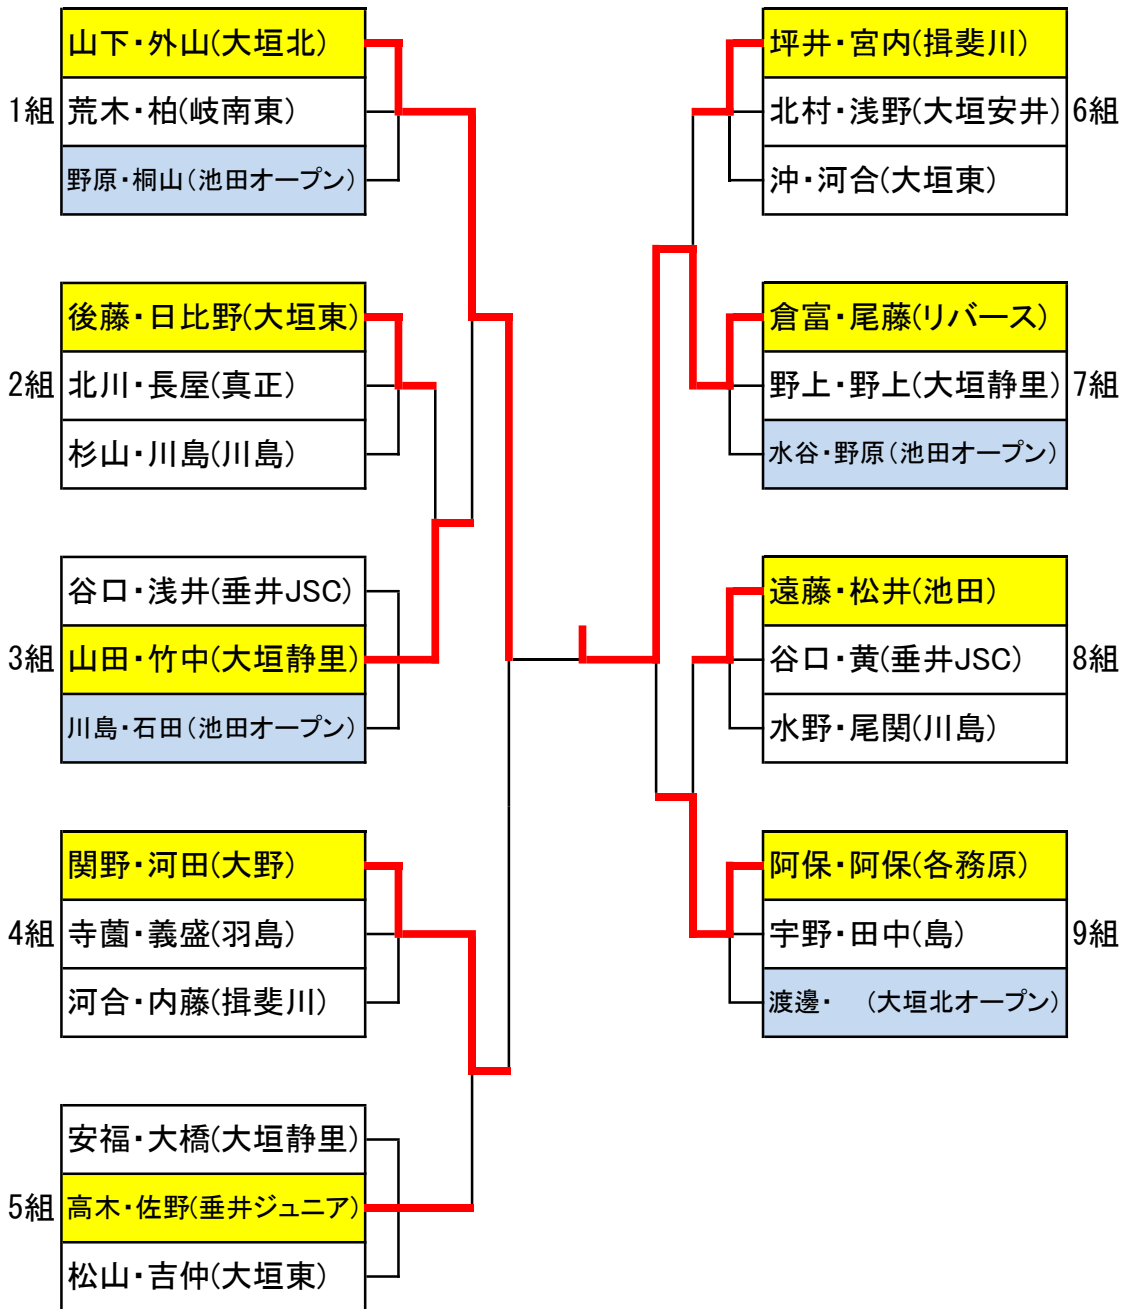 1組
山下・外山(大垣北)
荒木・柏(岐南東)
野原・桐山(池田オープン)
2組
後藤・日比野(大垣東)
北川・長屋(真正)
杉山・川島(川島)
3組
谷口・浅井(垂井JSC)
山田・竹中(大垣静里)
川島・石田(池田オープン)
4組
関野・河田(大野)
寺薗・義盛(羽島)
河合・内藤(揖斐川)
5組
安福・大橋(大垣静里)
高木・佐野(垂井ジュニア)
松山・吉仲(大垣東)
坪井・宮内(揖斐川)
北村・浅野(大垣安井)
沖・河合(大垣東)
6組
倉富・尾藤(リバース)
野上・野上(大垣静里)
水谷・野原(池田オープン)
7組
遠藤・松井(池田)
谷口・黄(垂井JSC)
水野・尾関(川島)
8組
阿保・阿保(各務原)
宇野・田中(島)
渡邊・　(大垣北オープン)
9組